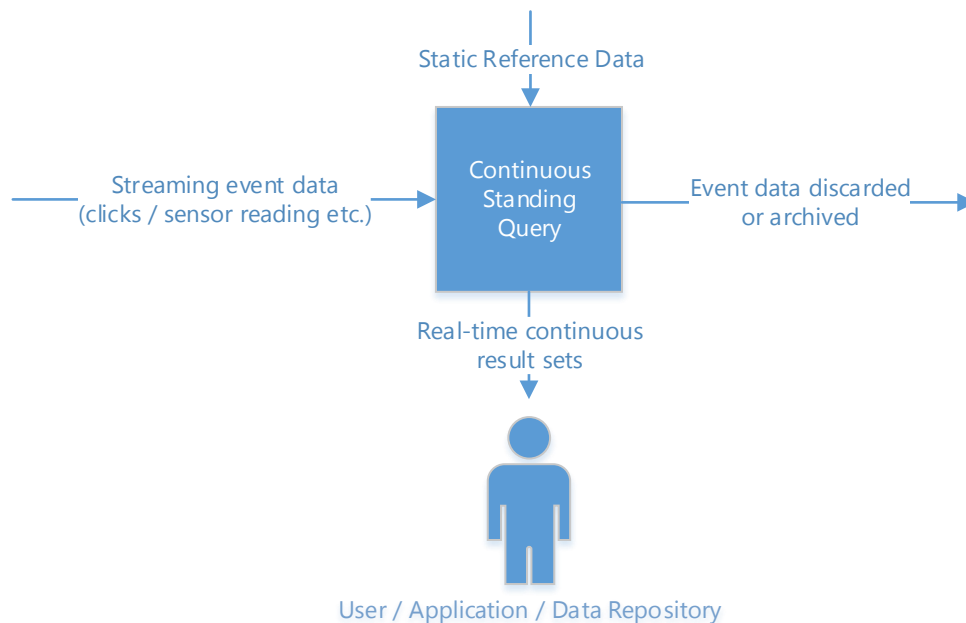 Static Reference Data
Continuous
Standing
Query
Streaming event data
(clicks / sensor reading etc.)
Event data discarded
or archived
Real-time continuous
result sets
User / Application / Data Repository